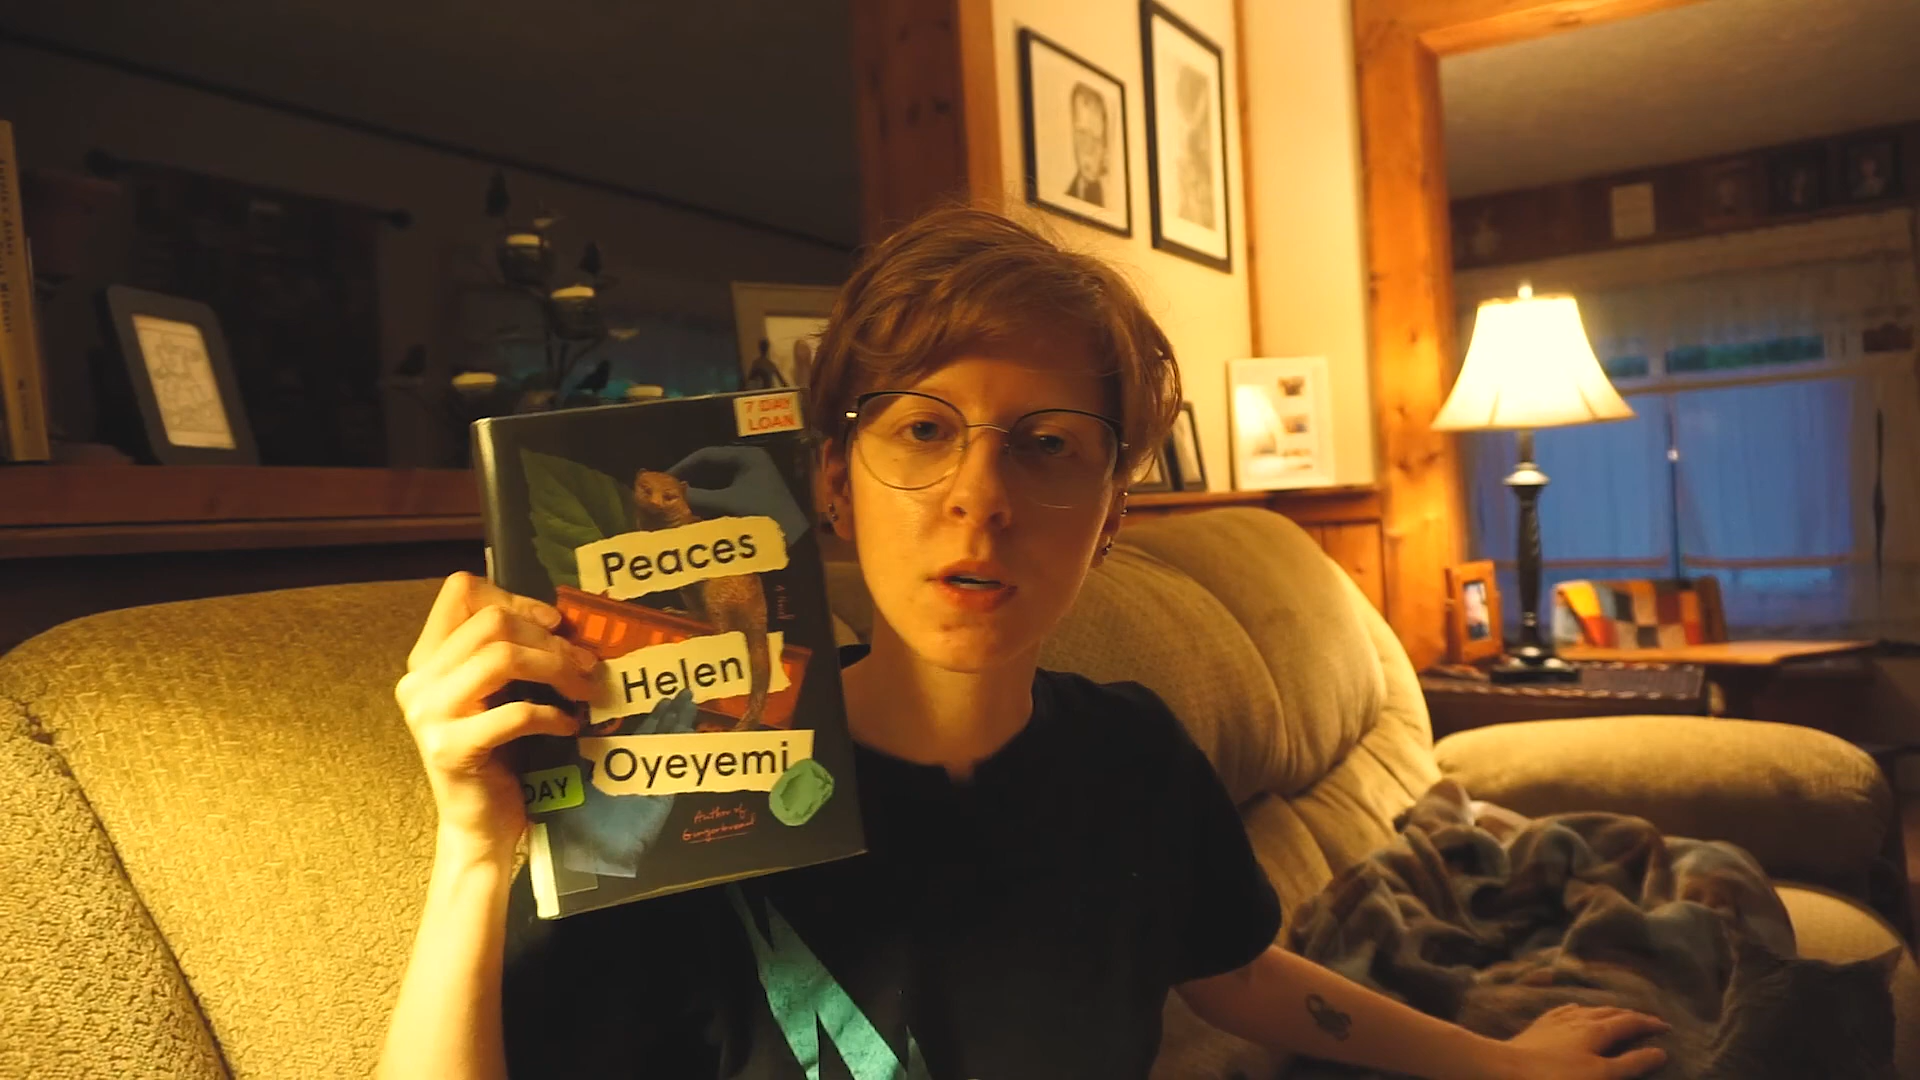 7 DAY
LOAN
Peaces
A Novel
Helen
Oyeyemi
DAY
Author of
Gingerbread